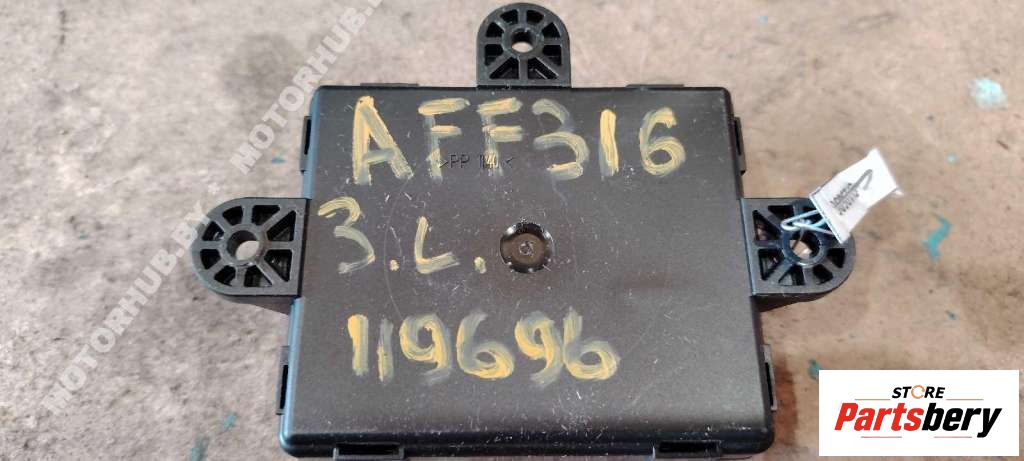 AFF316
>PP 1140<
3.L.
119696
MOTORHUB.BY
MOTORHUB.BY
STORE
Partsbery